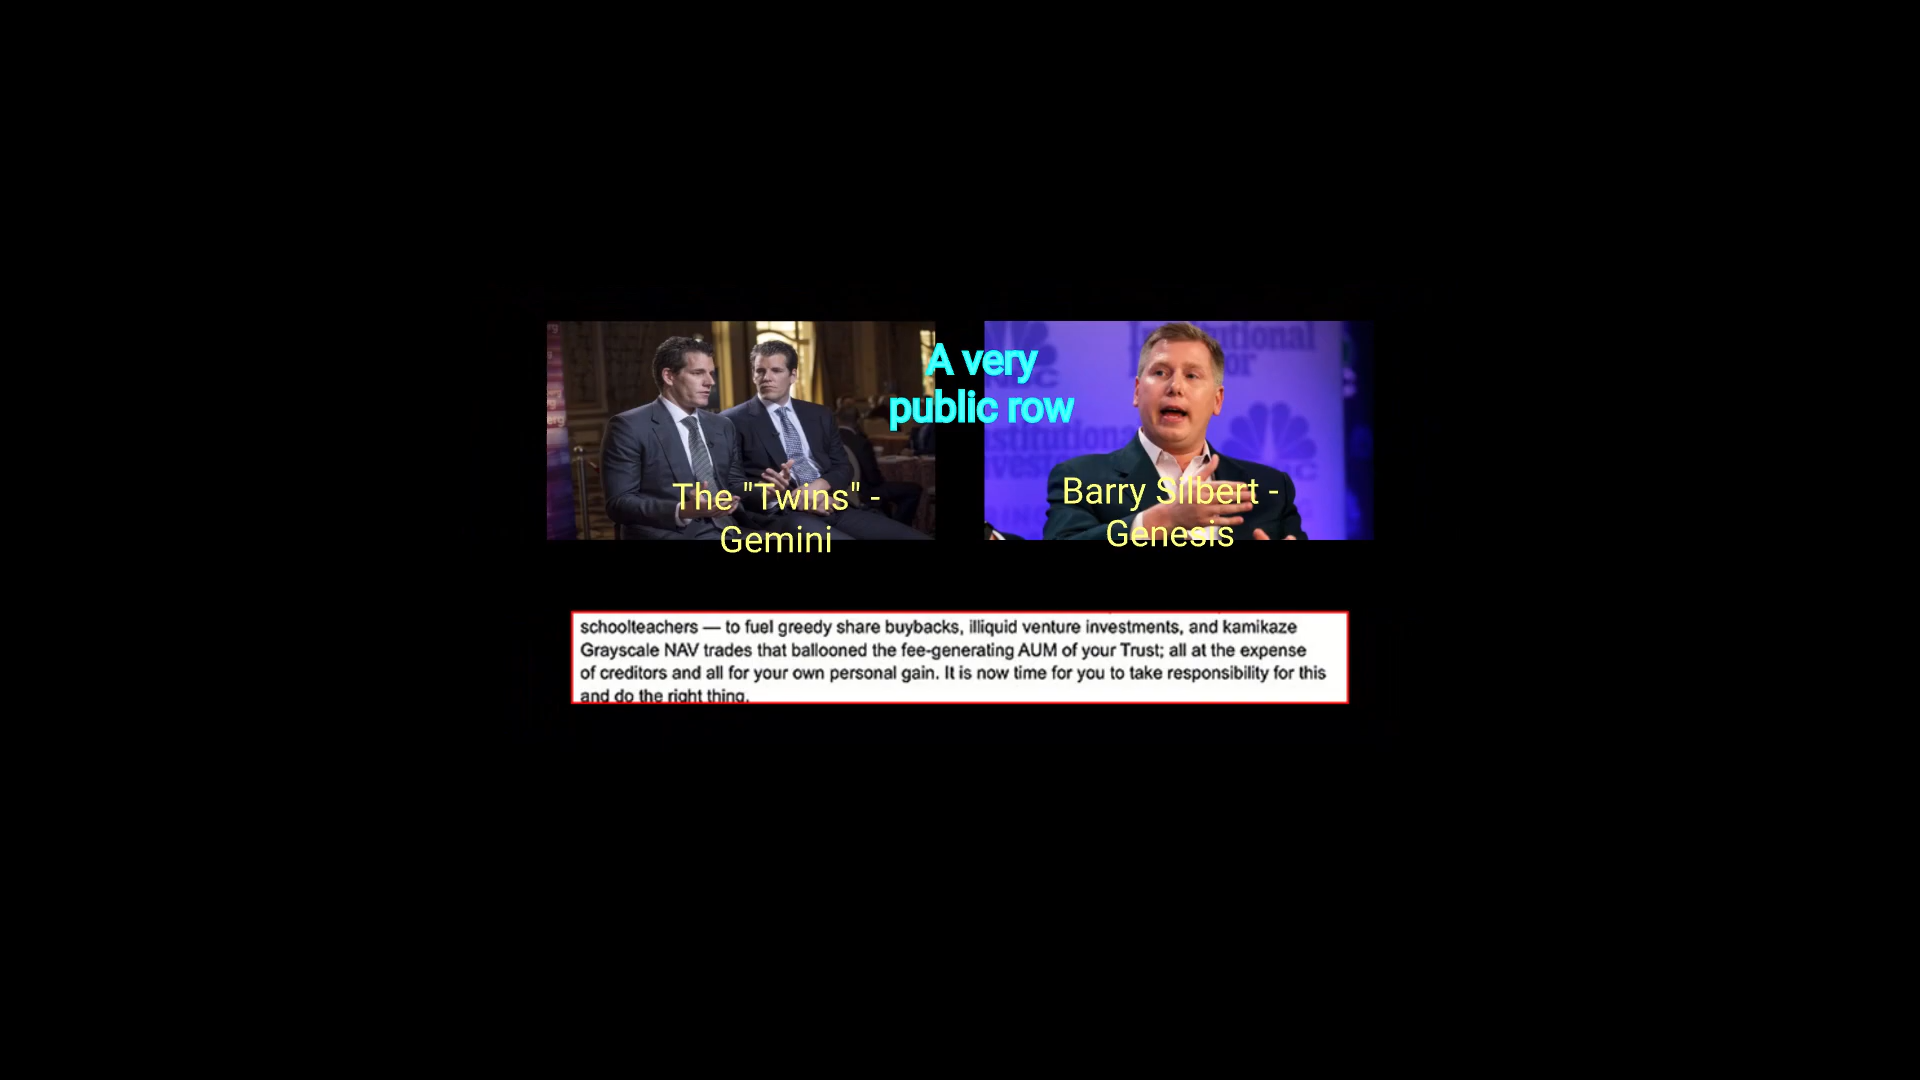 A very
public row
The "Twins" -
Gemini
Barry Silbert -
Genesis
schoolteachers — to fuel greedy share buybacks, illiquid venture investments, and kamikaze
Grayscale NAV trades that ballooned the fee-generating AUM of your Trust; all at the expense
of creditors and all for your own personal gain. It is now time for you to take responsibility for this
and do the right thing.